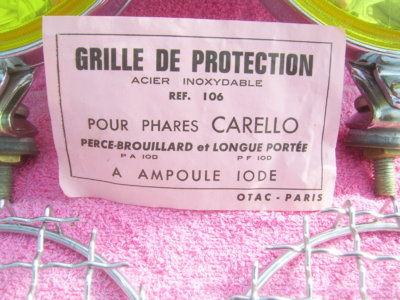 GRILLE DE PROTECTION
ACIER INOXYDABLE
REF. 106
POUR PHARES CARELLO
PERCE-BROUILLARD et LONGUE PORTÉE
PA 100 PF 100
A AMPOULE IODE
OTAC - PARIS